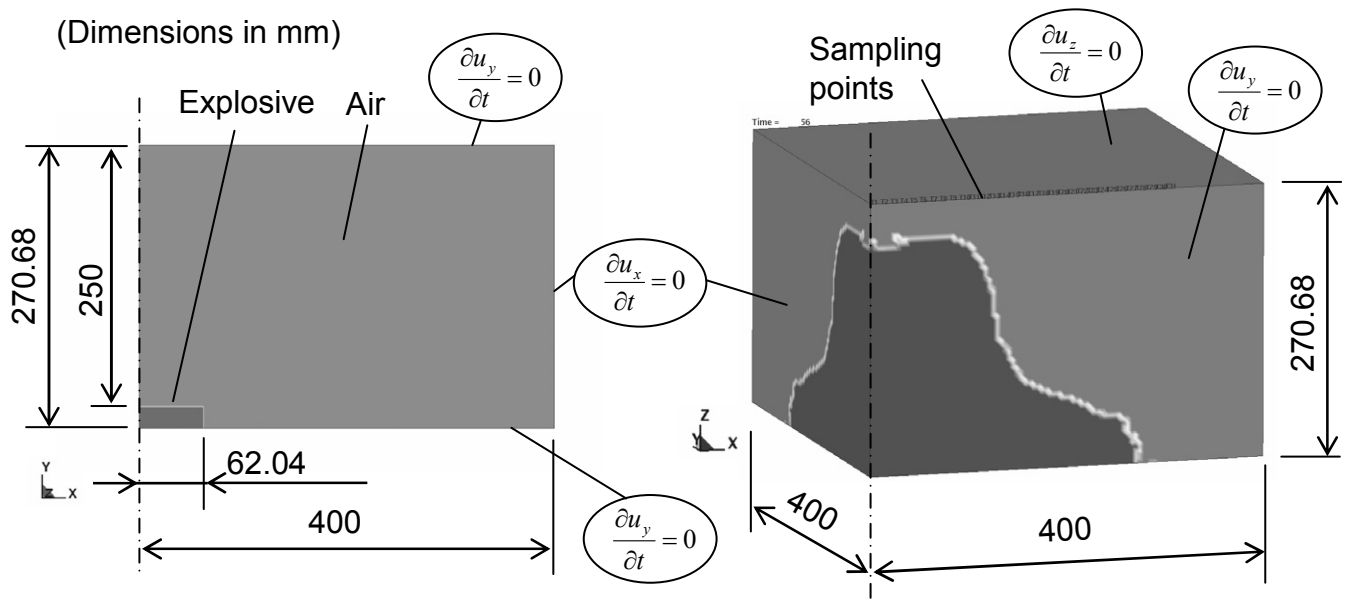 (Dimensions in mm)
∂u_y/∂t = 0
Explosive
Air
270.68
250
62.04
400
Y
Z X
∂u_y/∂t = 0
∂u_x/∂t = 0
Sampling
points
∂u_z/∂t = 0
∂u_y/∂t = 0
Time = 56
270.68
Z
Y X
400
400